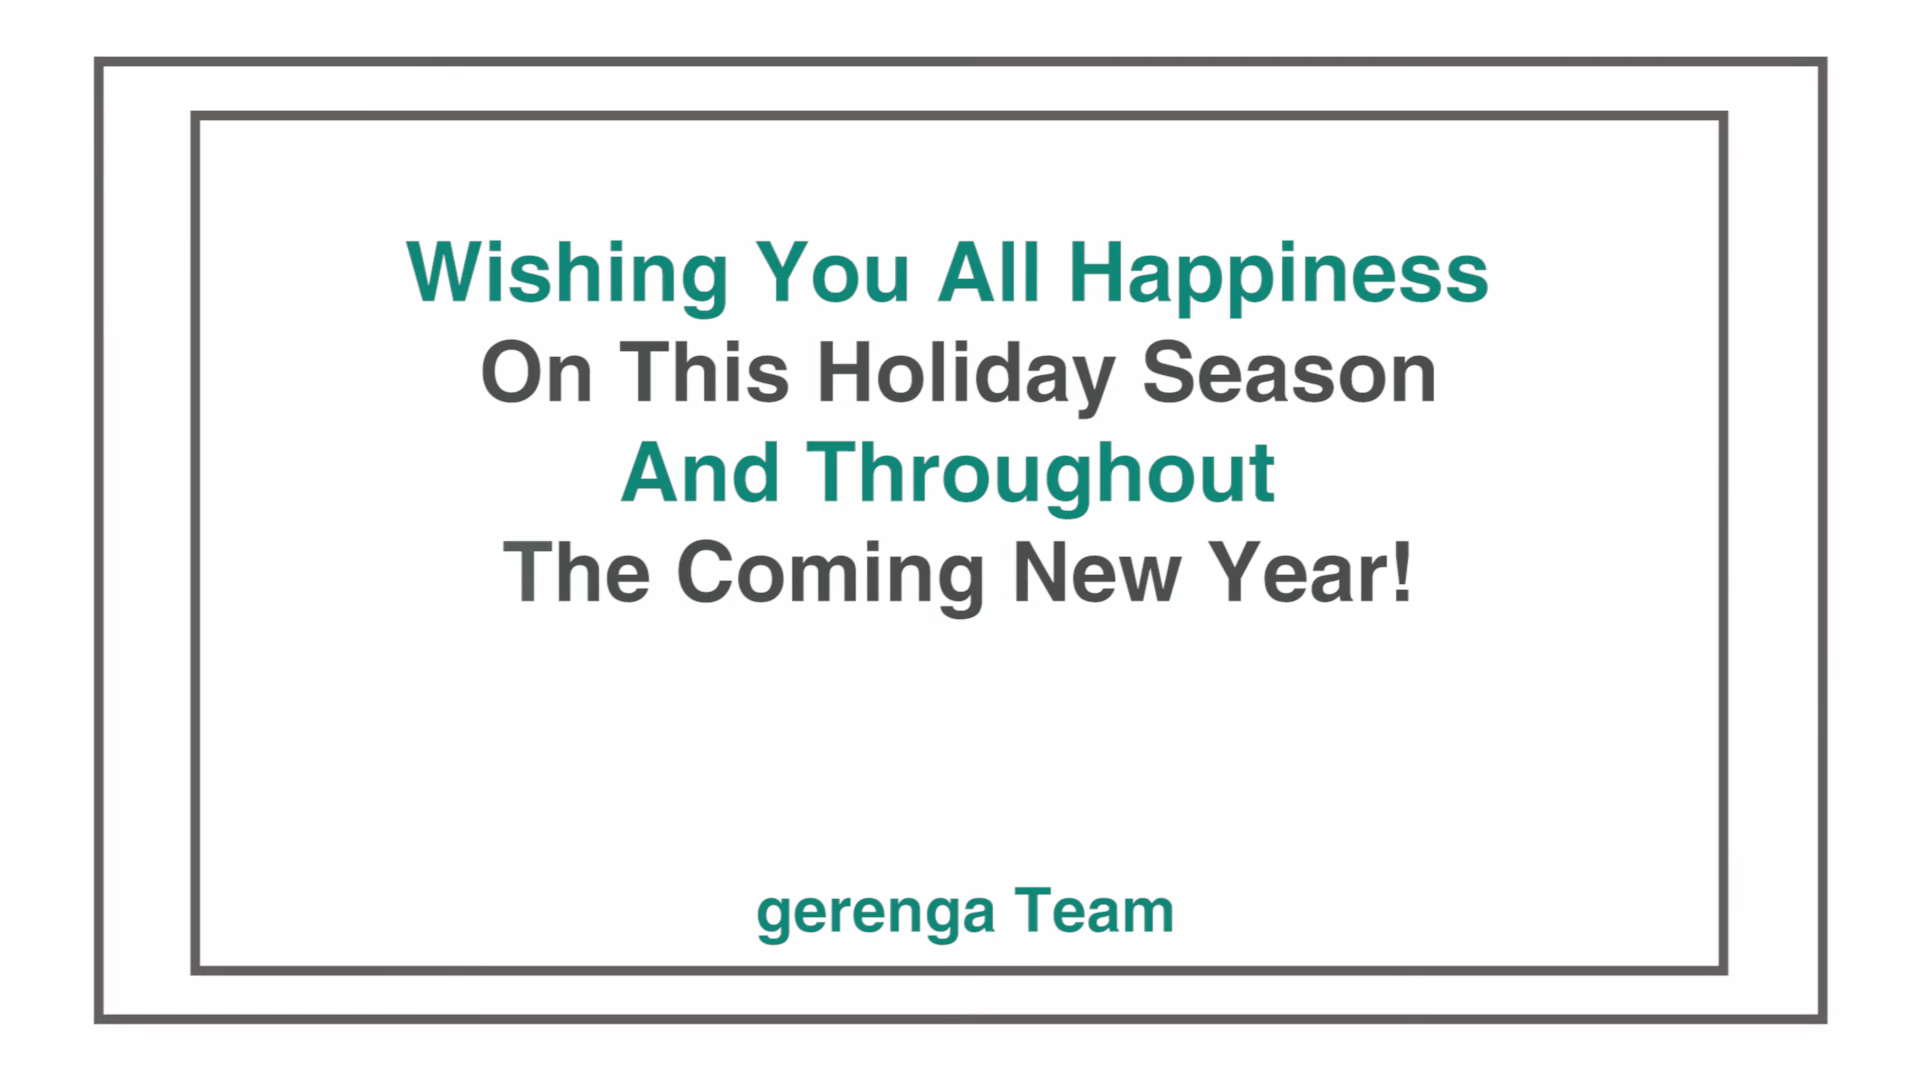 Wishing You All Happiness
On This Holiday Season
And Throughout
The Coming New Year!
gerenga Team